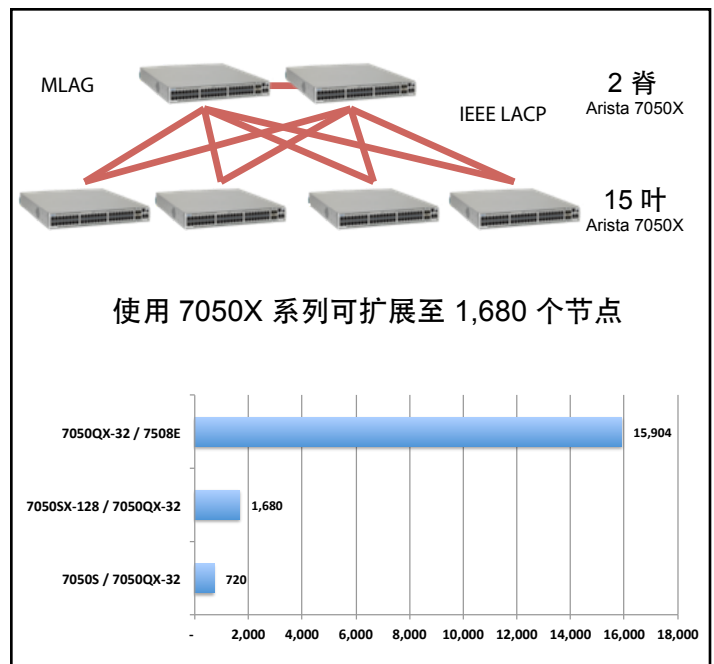 MLAG
2 脊
Arista 7050X
IEEE LACP
15 叶
Arista 7050X
使用 7050X 系列可扩展至 1,680 个节点
7050QX-32 / 7508E
15,904
7050SX-128 / 7050QX-32
1,680
7050S / 7050QX-32
720
- 2,000 4,000 6,000 8,000 10,000 12,000 14,000 16,000 18,000